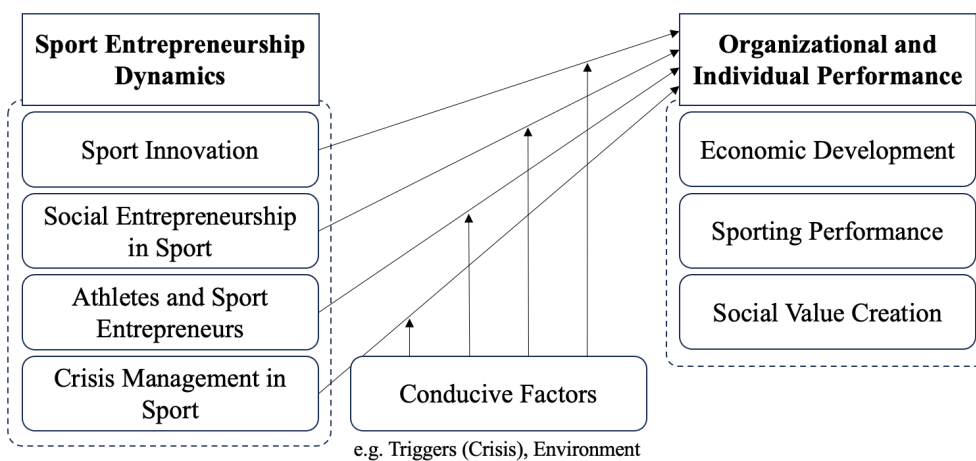 Sport Entrepreneurship
Dynamics
Sport Innovation
Social Entrepreneurship
in Sport
Athletes and Sport
Entrepreneurs
Crisis Management in
Sport
Conducive Factors
e.g. Triggers (Crisis), Environment
Organizational and
Individual Performance
Economic Development
Sporting Performance
Social Value Creation